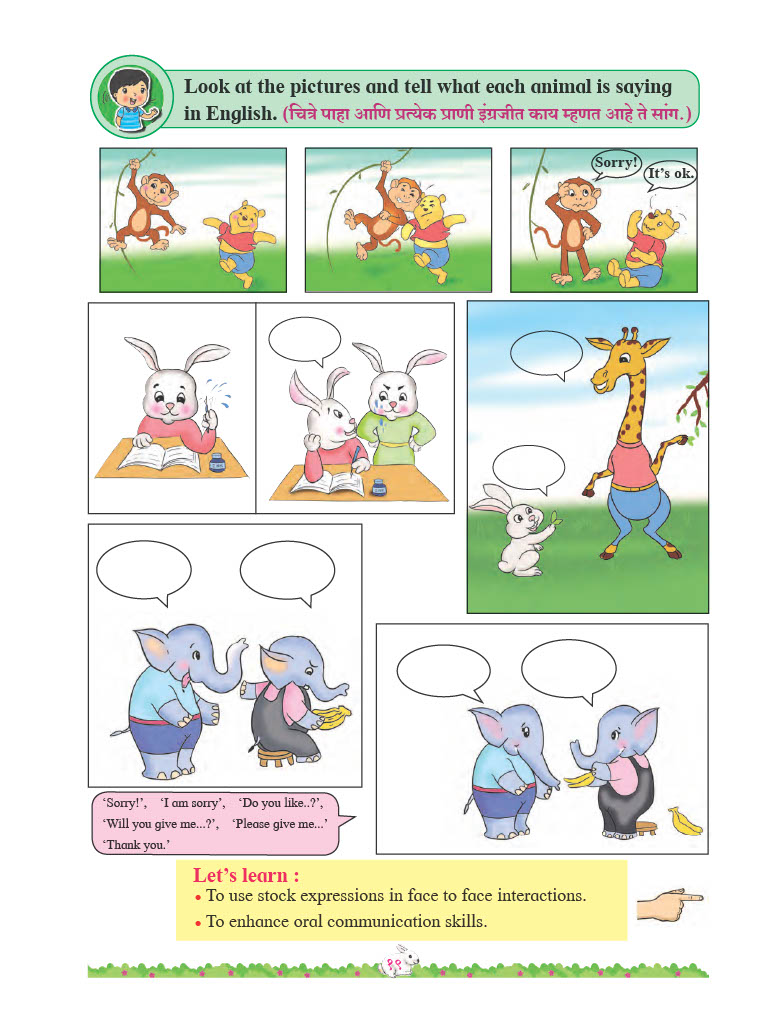 Look at the pictures and tell what each animal is saying
in English. (चित्रे पाहा आणि प्रत्येक प्राणी इंग्रजीत काय म्हणत आहे ते सांग.)
Sorry!
It's ok.
‘Sorry!’, ‘I am sorry’, ‘Do you like..?’,
‘Will you give me...?’, ‘Please give me...’
‘Thank you.’
Let’s learn :
• To use stock expressions in face to face interactions.
• To enhance oral communication skills.
११